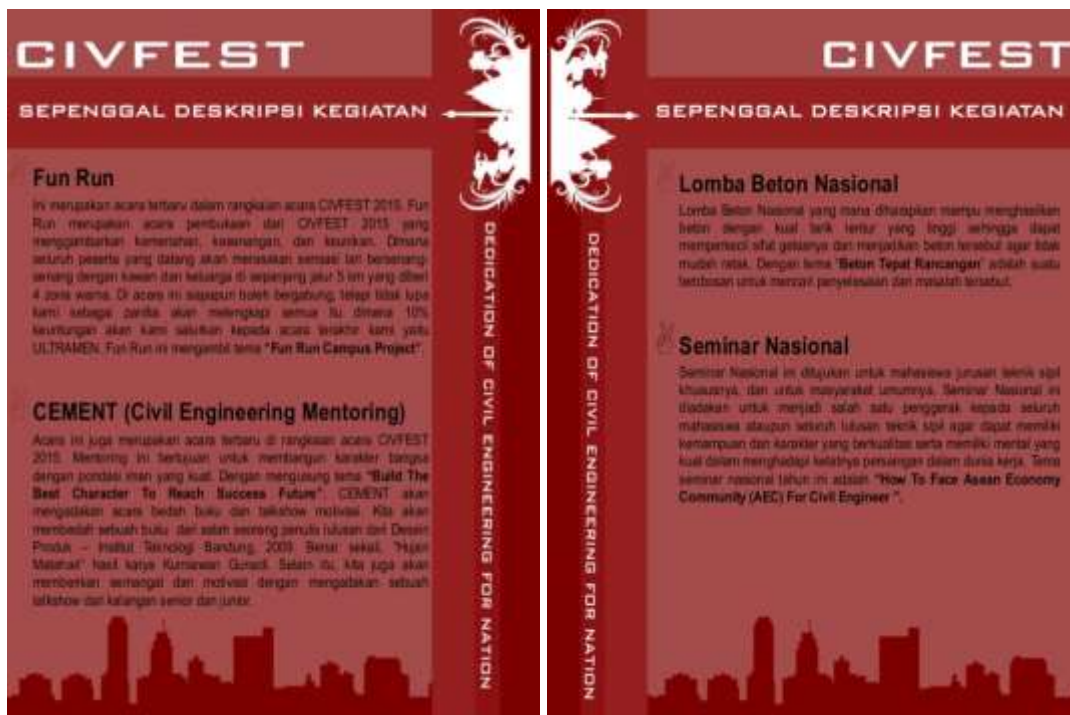 CIVFEST
SEPENGGAL DESKRIPSI KEGIATAN
Fun Run
Ini merupakan acara terbaru dalam rangkaian acara CIVFEST 2015. Fun
Run merupakan acara pembukaan dari CIVFEST 2015 yang
menggambarkan kemeriahan, kesenangan, dan keunikan. Dimana
seluruh peserta yang datang akan merasakan sensasi lari bersenang-
senang dengan kawan dan keluarga di sepanjang jalur 5 km yang diberi
4 zona warna. Di acara ini siapapun boleh bergabung, tetapi tidak lupa
kami sebagai panitia akan melengkapi semua itu dimana 10%
keuntungan akan kami salurkan kepada acara terakhir kami yaitu
ULTRAMEN. Fun Run ini mengambil tema "Fun Run Campus Project"
CEMENT (Civil Engineering Mentoring)
Acara ini juga merupakan acara terbaru di rangkaian acara CIVFEST
2015. Mentoring ini bertujuan untuk membangun karakter bangsa
dengan pondasi iman yang kuat. Dengan mengusung tema "Build The
Best Character To Reach Success Future". CEMENT akan
mengadakan acara bedah buku dan talkshow motivasi. Kita akan
membedah sebuah buku dari salah seorang penulis lulusan dari Desain
Produk – Institut Teknologi Bandung, 2009. Benar sekali, "Hujan
Matahari" hasil karya Kurniawan Gunadi. Selain itu, kita juga akan
memberikan semangat dan motivasi dengan mengadakan sebuah
talkshow dari kalangan senior dan junior.
DEDICATION OF CIVIL ENGINEERING FOR NATION
CIVFEST
SEPENGGAL DESKRIPSI KEGIATAN
Lomba Beton Nasional
Lomba Beton Nasional yang mana diharapkan mampu menghasilkan
beton dengan kuat tarik lentur yang tinggi sehingga dapat
memperkecil sifat getasnya dan menjadikan beton tersebut agar tidak
mudah retak. Dengan tema "Beton Tepat Rancangan" adalah suatu
terobosan untuk mencari penyelesaian dari masalah tersebut.
Seminar Nasional
Seminar Nasional ini ditujukan untuk mahasiswa jurusan teknik sipil
khususnya, dan untuk masyarakat umumnya. Seminar Nasional ini
diadakan untuk menjadi salah satu penggerak kepada seluruh
mahasiswa ataupun seluruh lulusan teknik sipil agar dapat memiliki
kemampuan dan karakter yang berkualitas serta memiliki mental yang
kuat dalam menghadapi ketatnya persaingan dalam dunia kerja. Tema
seminar nasional tahun ini adalah "How To Face Asean Economy
Community (AEC) For Civil Engineer ".
DEDICATION OF CIVIL ENGINEERING FOR NATION